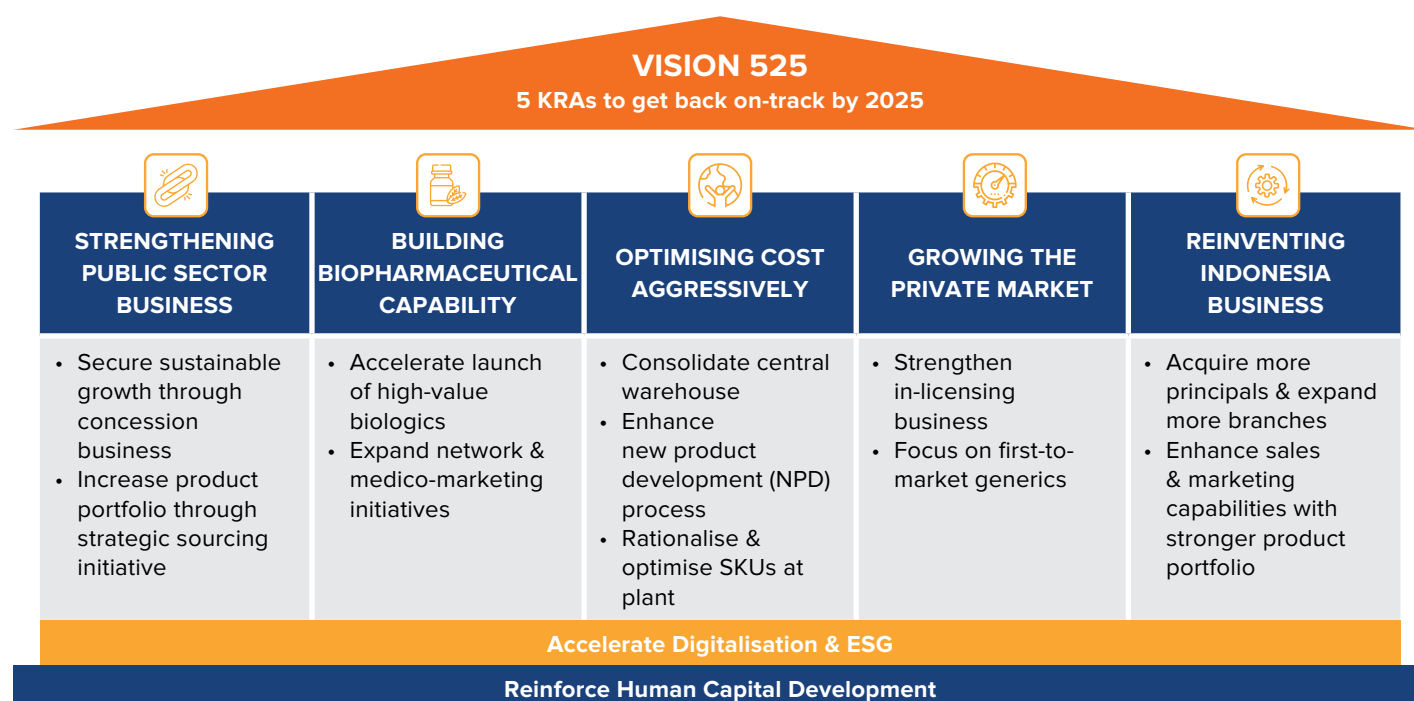 VISION 525
5 KRAs to get back on-track by 2025
STRENGTHENING
PUBLIC SECTOR
BUSINESS
• Secure sustainable
growth through
concession
business
• Increase product
portfolio through
strategic sourcing
initiative
BUILDING
BIOPHARMACEUTICAL
CAPABILITY
• Accelerate launch
of high-value
biologics
• Expand network &
medico-marketing
initiatives
OPTIMISING COST
AGGRESSIVELY
• Consolidate central
warehouse
• Enhance
new product
development (NPD)
process
• Rationalise &
optimise SKUs at
plant
GROWING THE
PRIVATE MARKET
• Strengthen
in-licensing
business
• Focus on first-to-
market generics
REINVENTING
INDONESIA
BUSINESS
• Acquire more
principals & expand
more branches
• Enhance sales
& marketing
capabilities with
stronger product
portfolio
Accelerate Digitalisation & ESG
Reinforce Human Capital Development